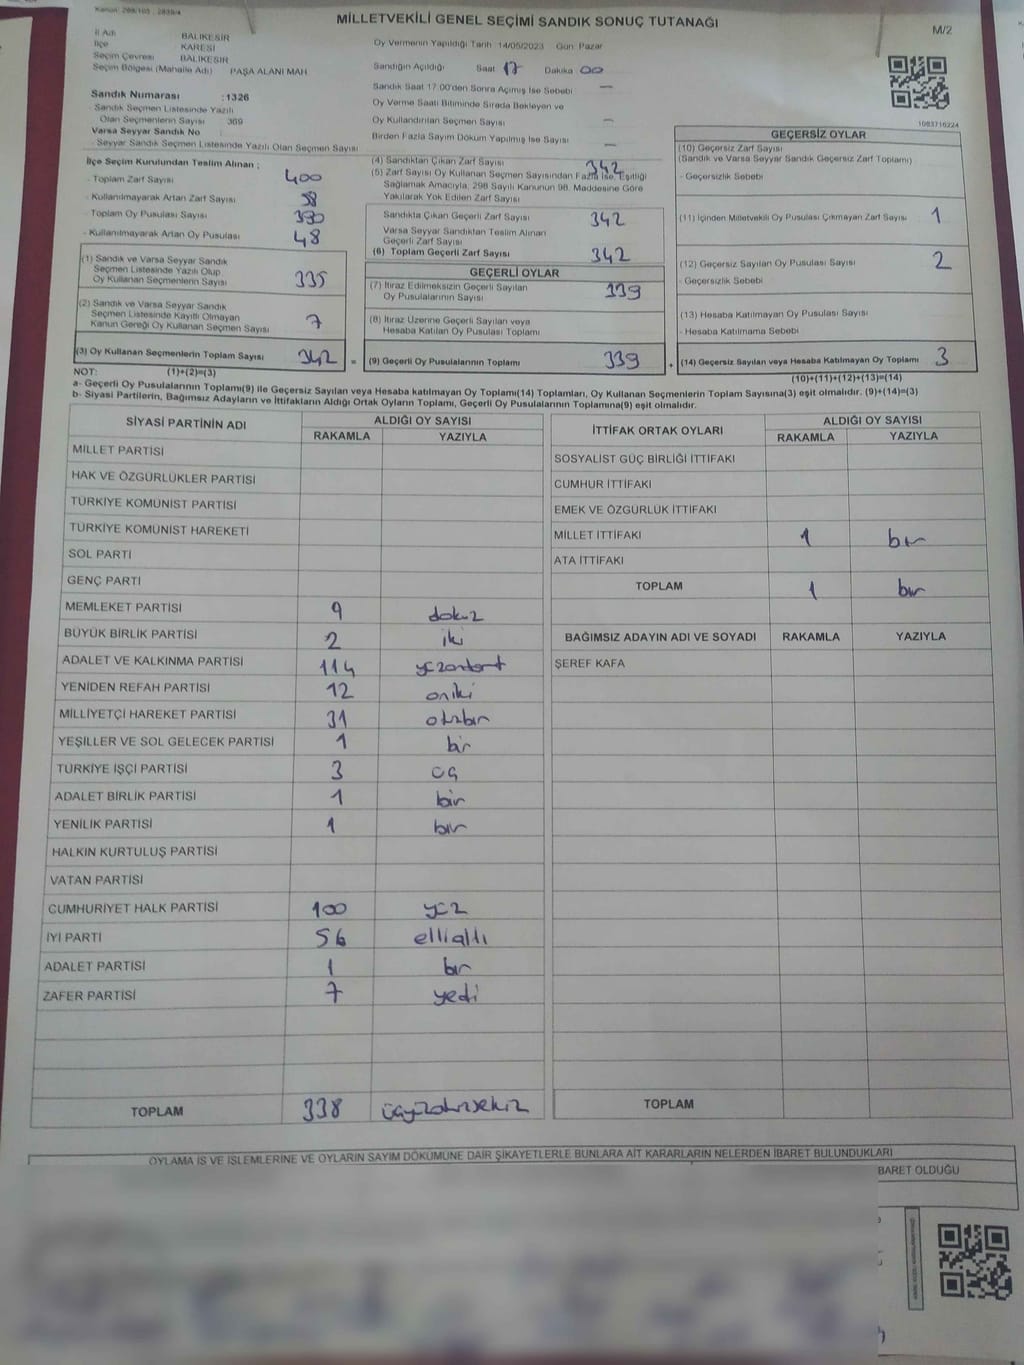 Kanun: 298/105 - 2839/4
MİLLETVEKİLİ GENEL SEÇİMİ SANDIK SONUÇ TUTANAĞI
M/2
İl Adı BALIKESİR
İlçe KARESİ
Seçim Çevresi BALIKESİR
Seçim Bölgesi (Mahalle Adı) PAŞA ALANI MAH
Oy Vermenin Yapıldığı Tarih 14/05/2023 Gün: Pazar
Sandığın Açıldığı Saat 17 Dakika 00
Sandık Saat 17:00'den Sonra Açımış İse Sebebi —
Oy Verme Saati Bitiminde Sırada Bekleyen ve
Oy Kullandırılan Seçmen Sayısı —
Birden Fazla Sayım Döküm Yapılmış İse Sayısı —
1083716224
Sandık Numarası :1326
- Sandık Seçmen Listesinde Yazılı
Olan Seçmenlerin Sayısı 369
Varsa Seyyar Sandık No :
- Seyyar Sandık Seçmen Listesinde Yazılı Olan Seçmen Sayısı
İlçe Seçim Kurulundan Teslim Alınan ;
- Toplam Zarf Sayısı 400
- Kullanılmayarak Artan Zarf Sayısı 58
- Toplam Oy Pusulası Sayısı 390
- Kullanılmayarak Artan Oy Pusulası 48
(1) Sandık ve Varsa Seyyar Sandık
Seçmen Listesinde Yazılı Olup
Oy Kullanan Seçmenlerin Sayısı 335
(2) Sandık ve Varsa Seyyar Sandık
Seçmen Listesinde Kayıtlı Olmayan
Kanun Gereği Oy Kullanan Seçmen Sayısı 7
(3) Oy Kullanan Seçmenlerin Toplam Sayısı 342 =
(4) Sandıktan Çıkan Zarf Sayısı 342
(5) Zarf Sayısı Oy Kullanan Seçmen Sayısından Fazla İse, Eşitliği
Sağlamak Amacıyla, 298 Sayılı Kanunun 98. Maddesine Göre
Yakılarak Yok Edilen Zarf Sayısı
Sandıkta Çıkan Geçerli Zarf Sayısı 342
Varsa Seyyar Sandıktan Teslim Alınan
Geçerli Zarf Sayısı
(6) Toplam Geçerli Zarf Sayısı 342
GEÇERLİ OYLAR
(7) İtiraz Edilmeksizin Geçerli Sayılan
Oy Pusulalarının Sayısı 339
(8) İtiraz Üzerine Geçerli Sayılan veya
Hesaba Katılan Oy Pusulası Toplamı
(9) Geçerli Oy Pusulalarının Toplamı 339 +
GEÇERSİZ OYLAR
(10) Geçersiz Zarf Sayısı
(Sandık ve Varsa Seyyar Sandık Geçersiz Zarf Toplamı)
- Geçersizlik Sebebi
(11) İçinden Milletvekili Oy Pusulası Çıkmayan Zarf Sayısı 1
(12) Geçersiz Sayılan Oy Pusulası Sayısı 2
- Geçersizlik Sebebi
(13) Hesaba Katılmayan Oy Pusulası Sayısı
- Hesaba Katılmama Sebebi
(14) Geçersiz Sayılan veya Hesaba Katılmayan Oy Toplamı 3
NOT: (1)+(2)=(3)
(10)+(11)+(12)+(13)=(14)
a- Geçerli Oy Pusulalarının Toplamı(9) ile Geçersiz Sayılan veya Hesaba katılmayan Oy Toplamı(14) Toplamları, Oy Kullanan Seçmenlerin Toplam Sayısına(3) eşit olmalıdır. (9)+(14)=(3)
b- Siyasi Partilerin, Bağımsız Adayların ve İttifakların Aldığı Ortak Oyların Toplamı, Geçerli Oy Pusulalarının Toplamına(9) eşit olmalıdır.
SİYASİ PARTİNİN ADI ALDIĞI OY SAYISI
RAKAMLA YAZIYLA
MİLLET PARTİSİ
HAK VE ÖZGÜRLÜKLER PARTİSİ
TÜRKİYE KOMÜNİST PARTİSİ
TÜRKİYE KOMÜNİST HAREKETİ
SOL PARTİ
GENÇ PARTİ
MEMLEKET PARTİSİ 9 dokuz
BÜYÜK BİRLİK PARTİSİ 2 iki
ADALET VE KALKINMA PARTİSİ 114 yüzondört
YENİDEN REFAH PARTİSİ 12 oniki
MİLLİYETÇİ HAREKET PARTİSİ 31 otuzbir
YEŞİLLER VE SOL GELECEK PARTİSİ 1 bir
TÜRKİYE İŞÇİ PARTİSİ 3 üç
ADALET BİRLİK PARTİSİ 1 bir
YENİLİK PARTİSİ 1 bir
HALKIN KURTULUŞ PARTİSİ
VATAN PARTİSİ
CUMHURİYET HALK PARTİSİ 100 yüz
İYİ PARTİ 56 ellialtı
ADALET PARTİSİ 1 bir
ZAFER PARTİSİ 7 yedi
TOPLAM 338 üçyüzotuzsekiz
İTTİFAK ORTAK OYLARI ALDIĞI OY SAYISI
RAKAMLA YAZIYLA
SOSYALİST GÜÇ BİRLİĞİ İTTİFAKI
CUMHUR İTTİFAKI
EMEK VE ÖZGÜRLÜK İTTİFAKI
MİLLET İTTİFAKI 1 bir
ATA İTTİFAKI
TOPLAM 1 bir
BAĞIMSIZ ADAYIN ADI VE SOYADI RAKAMLA YAZIYLA
ŞEREF KAFA
TOPLAM
OYLAMA İŞ VE İŞLEMLERİNE VE OYLARIN SAYIM DÖKÜMÜNE DAİR ŞİKAYETLERLE BUNLARA AİT KARARLARIN NELERDEN İBARET BULUNDUKLARI
BARET OLDUĞU